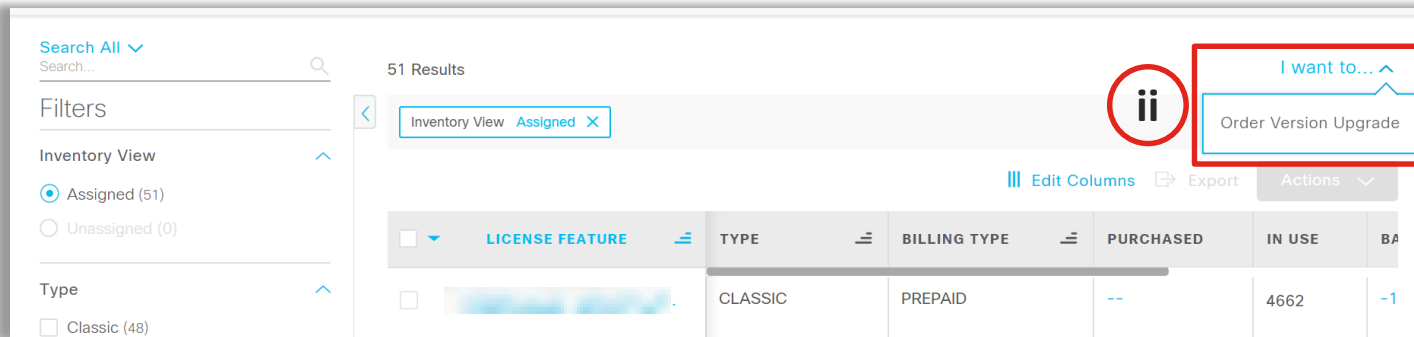 Search All
Search...
Filters
Inventory View
Assigned (51)
Unassigned (0)
Type
Classic (48)
51 Results
I want to...
ii
Order Version Upgrade
Inventory View Assigned
Edit Columns Export Actions
LICENSE FEATURE TYPE BILLING TYPE PURCHASED IN USE BA
CLASSIC PREPAID -- 4662 -1